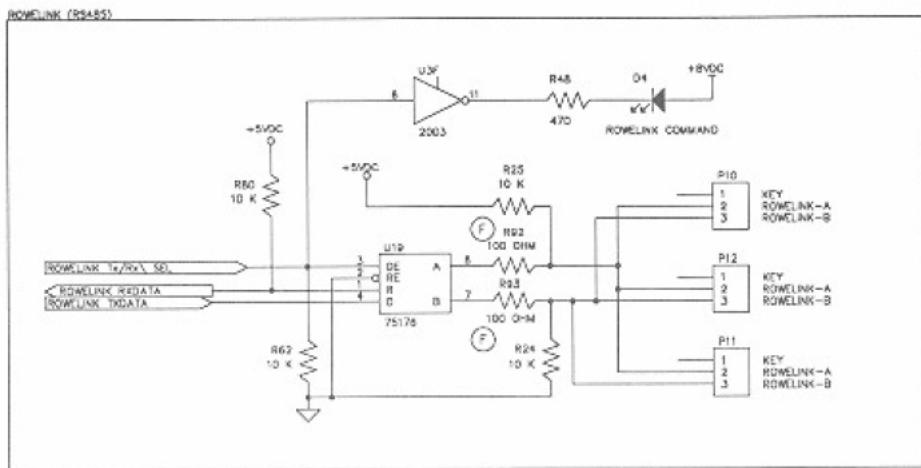 ROWELINK (RS485)
U3F
6
11
2003
R48
470
D4
+8VDC
ROWELINK COMMAND
+5VDC
R80
10 K
+5VDC
R25
10 K
F
R92
100 OHM
U19
ROWELINK Tx/Rx\ SEL
ROWELINK RXDATA
ROWELINK TXDATA
3
2
1
4
DE
RE
R
D
A
B
6
7
75176
R93
100 OHM
F
R62
10 K
R24
10 K
P10
1
2
3
KEY
ROWELINK-A
ROWELINK-B
P12
1
2
3
KEY
ROWELINK-A
ROWELINK-B
P11
1
2
3
KEY
ROWELINK-A
ROWELINK-B